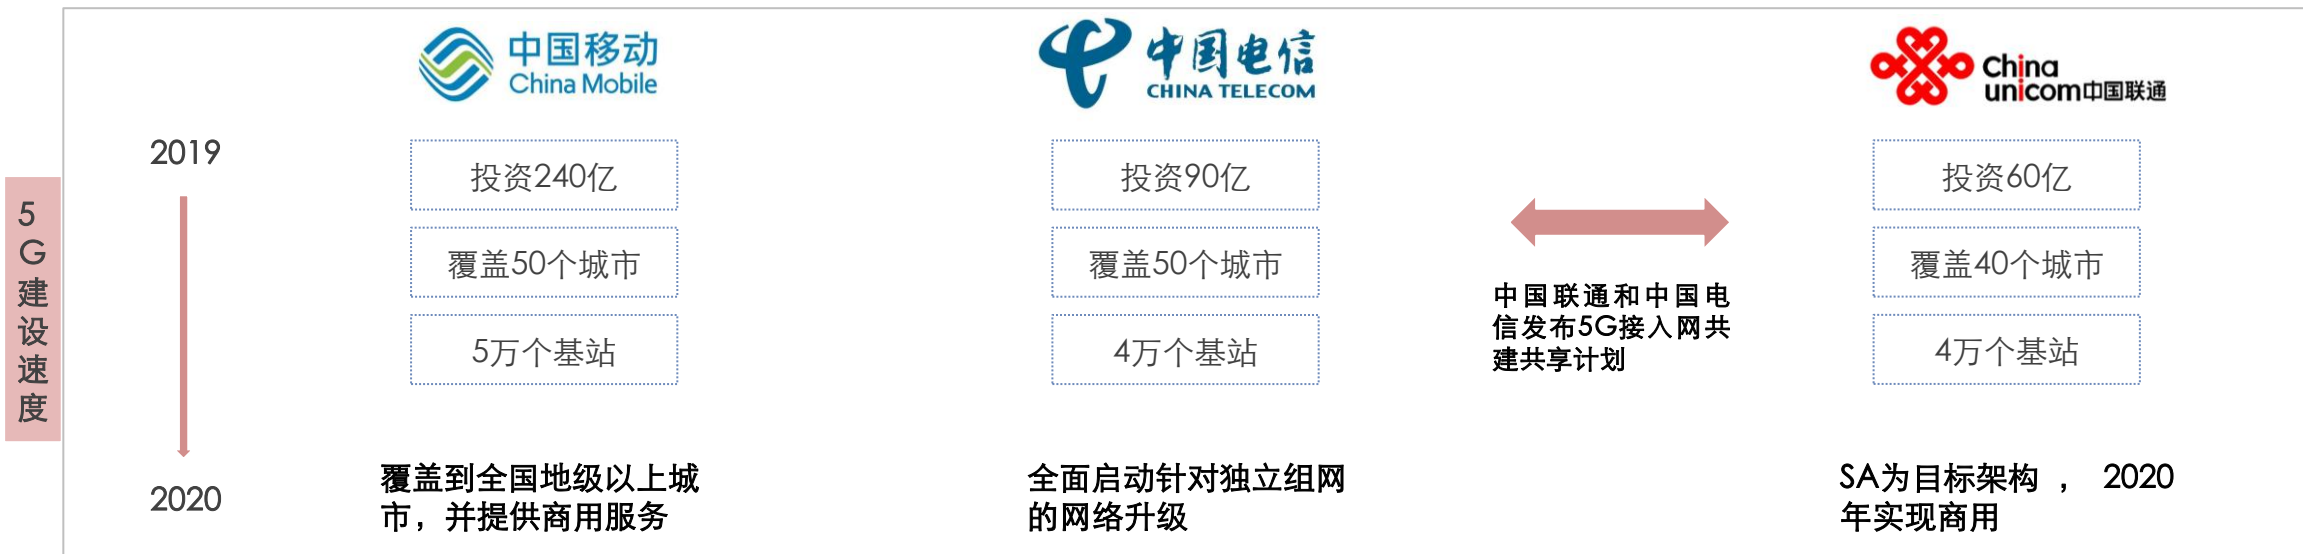 中国移动
China Mobile
中国电信
CHINA TELECOM
China
unicom中国联通
5G建设速度
2019
投资240亿
投资90亿
投资60亿
覆盖50个城市
覆盖50个城市
覆盖40个城市
5万个基站
4万个基站
4万个基站
中国联通和中国电
信发布5G接入网共
建共享计划
2020
覆盖到全国地级以上城
市，并提供商用服务
全面启动针对独立组网
的网络升级
SA为目标架构 ， 2020
年实现商用